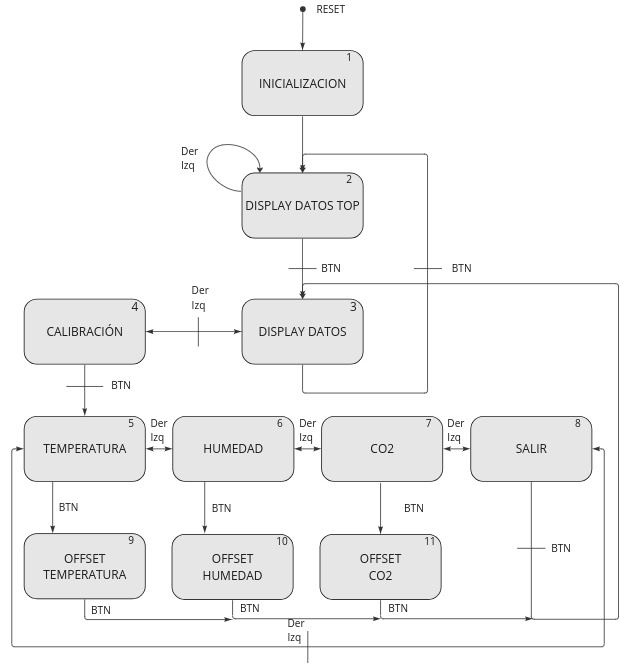 RESET
1
INICIALIZACION
Der
Izq
2
DISPLAY DATOS TOP
BTN
BTN
Der
Izq
4
CALIBRACIÓN
3
DISPLAY DATOS
BTN
5
TEMPERATURA
Der
Izq
6
HUMEDAD
Der
Izq
7
CO2
Der
Izq
8
SALIR
BTN
BTN
BTN
BTN
9
OFFSET
TEMPERATURA
10
OFFSET
HUMEDAD
11
OFFSET
CO2
BTN
BTN
BTN
Der
Izq